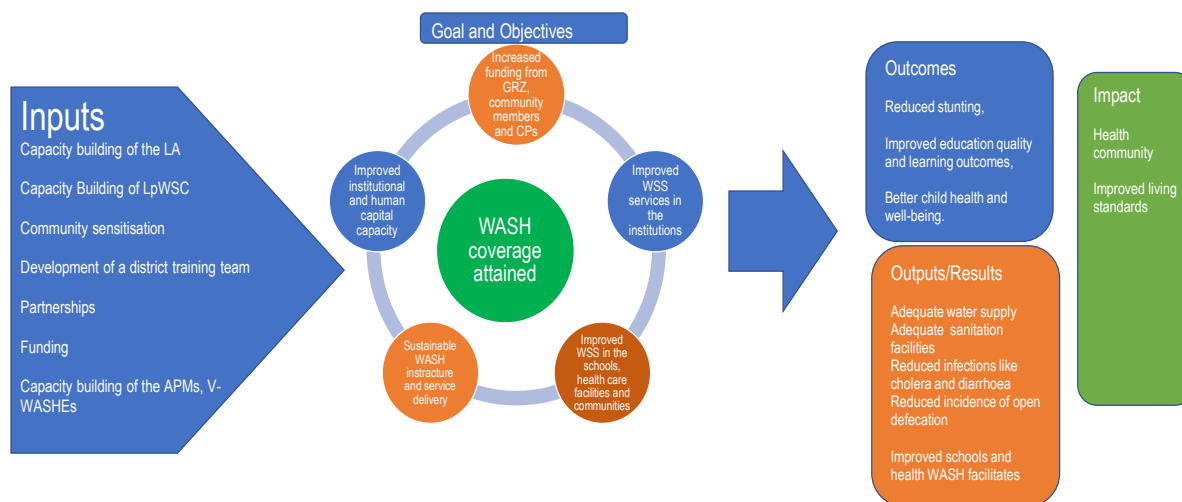 Goal and Objectives
Inputs
Capacity building of the LA
Capacity Building of LpWSC
Community sensitisation
Development of a district training team
Partnerships
Funding
Capacity building of the APMs, V-
WASHEs
Increased
funding from
GRZ,
community
members
and CPs
Improved
WSS
services in
the
institutions
Improved
WSS in the
schools,
health care
facilities and
communities
Sustainable
WASH
instracture
and service
delivery
Improved
institutional
and human
capital
capacity
WASH
coverage
attained
Outcomes
Reduced stunting,
Improved education quality
and learning outcomes,
Better child health and
well-being.
Outputs/Results
Adequate water supply
Adequate sanitation
facilities
Reduced infections like
cholera and diarrhoea
Reduced incidence of open
defecation
Improved schools and
health WASH facilitates
Impact
Health
community
Improved living
standards